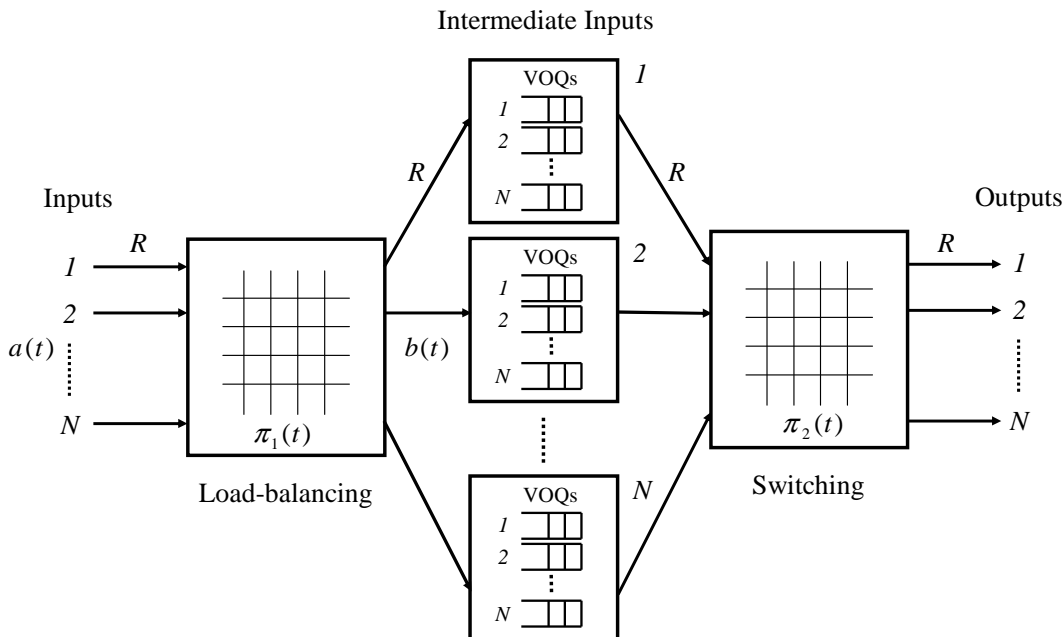 Intermediate Inputs
VOQs
1
1
2
N
R
R
Inputs
Outputs
R
R
1
2
a(t)
N
π₁(t)
Load-balancing
b(t)
VOQs
2
1
2
N
1
2
N
π₂(t)
Switching
VOQs
N
1
2
N